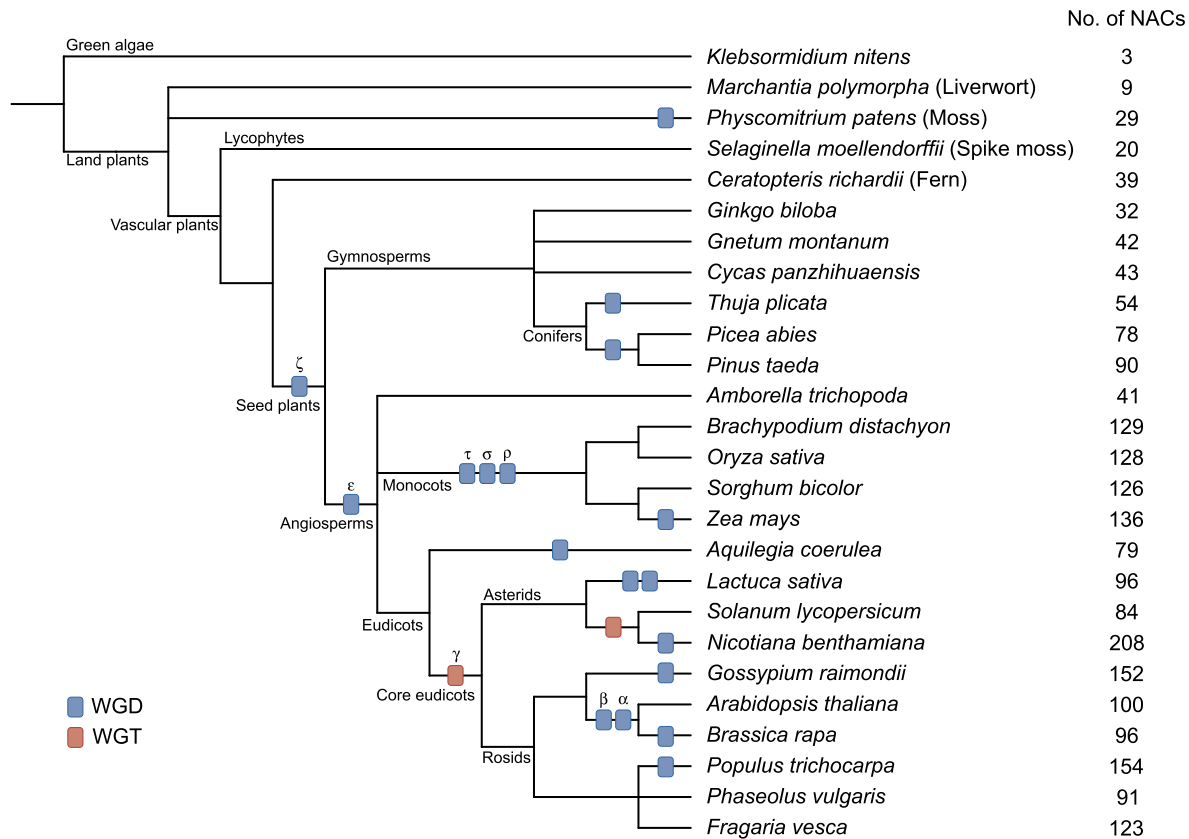 No. of NACs
Green algae
Klebsormidium nitens 3
Marchantia polymorpha (Liverwort) 9
Physcomitrium patens (Moss) 29
Lycophytes
Land plants
Selaginella moellendorffii (Spike moss) 20
Ceratopteris richardii (Fern) 39
Vascular plants
Ginkgo biloba 32
Gnetum montanum 42
Gymnosperms
Cycas panzhihuaensis 43
Thuja plicata 54
Conifers
Picea abies 78
ζ
Pinus taeda 90
Seed plants
Amborella trichopoda 41
Brachypodium distachyon 129
τ σ ρ
Oryza sativa 128
Monocots
ε
Sorghum bicolor 126
Angiosperms
Zea mays 136
Aquilegia coerulea 79
Lactuca sativa 96
Asterids
Solanum lycopersicum 84
Eudicots
Nicotiana benthamiana 208
γ
Gossypium raimondii 152
Core eudicots
β α
Arabidopsis thaliana 100
WGD
Brassica rapa 96
WGT
Rosids
Populus trichocarpa 154
Phaseolus vulgaris 91
Fragaria vesca 123